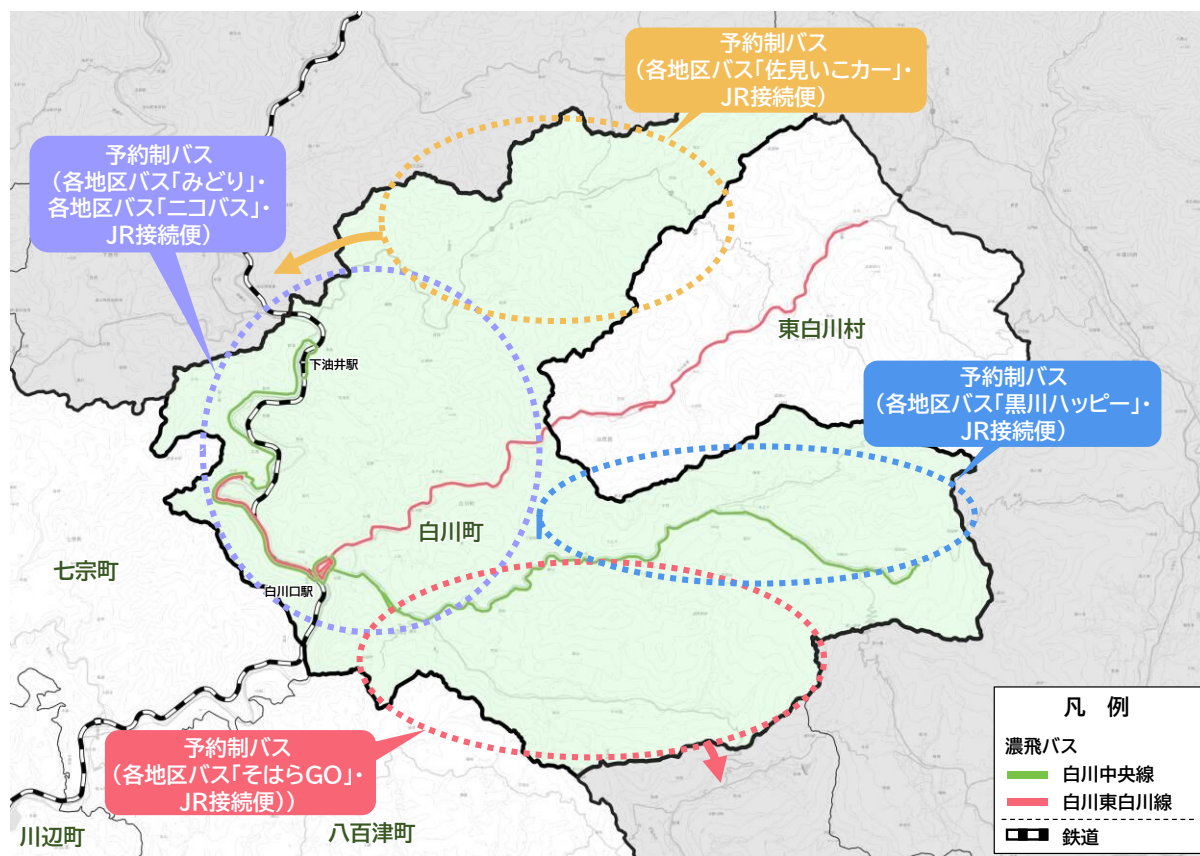 予約制バス
(各地区バス「佐見いこカー」・
JR接続便)
予約制バス
(各地区バス「みどり」・
各地区バス「ニコバス」・
JR接続便)
東白川村
下油井駅
予約制バス
(各地区バス「黒川ハッピー」・
JR接続便)
白川町
七宗町
白川口駅
予約制バス
(各地区バス「そはらGO」・
JR接続便))
川辺町
八百津町
凡 例
濃飛バス
白川中央線
白川東白川線
鉄道